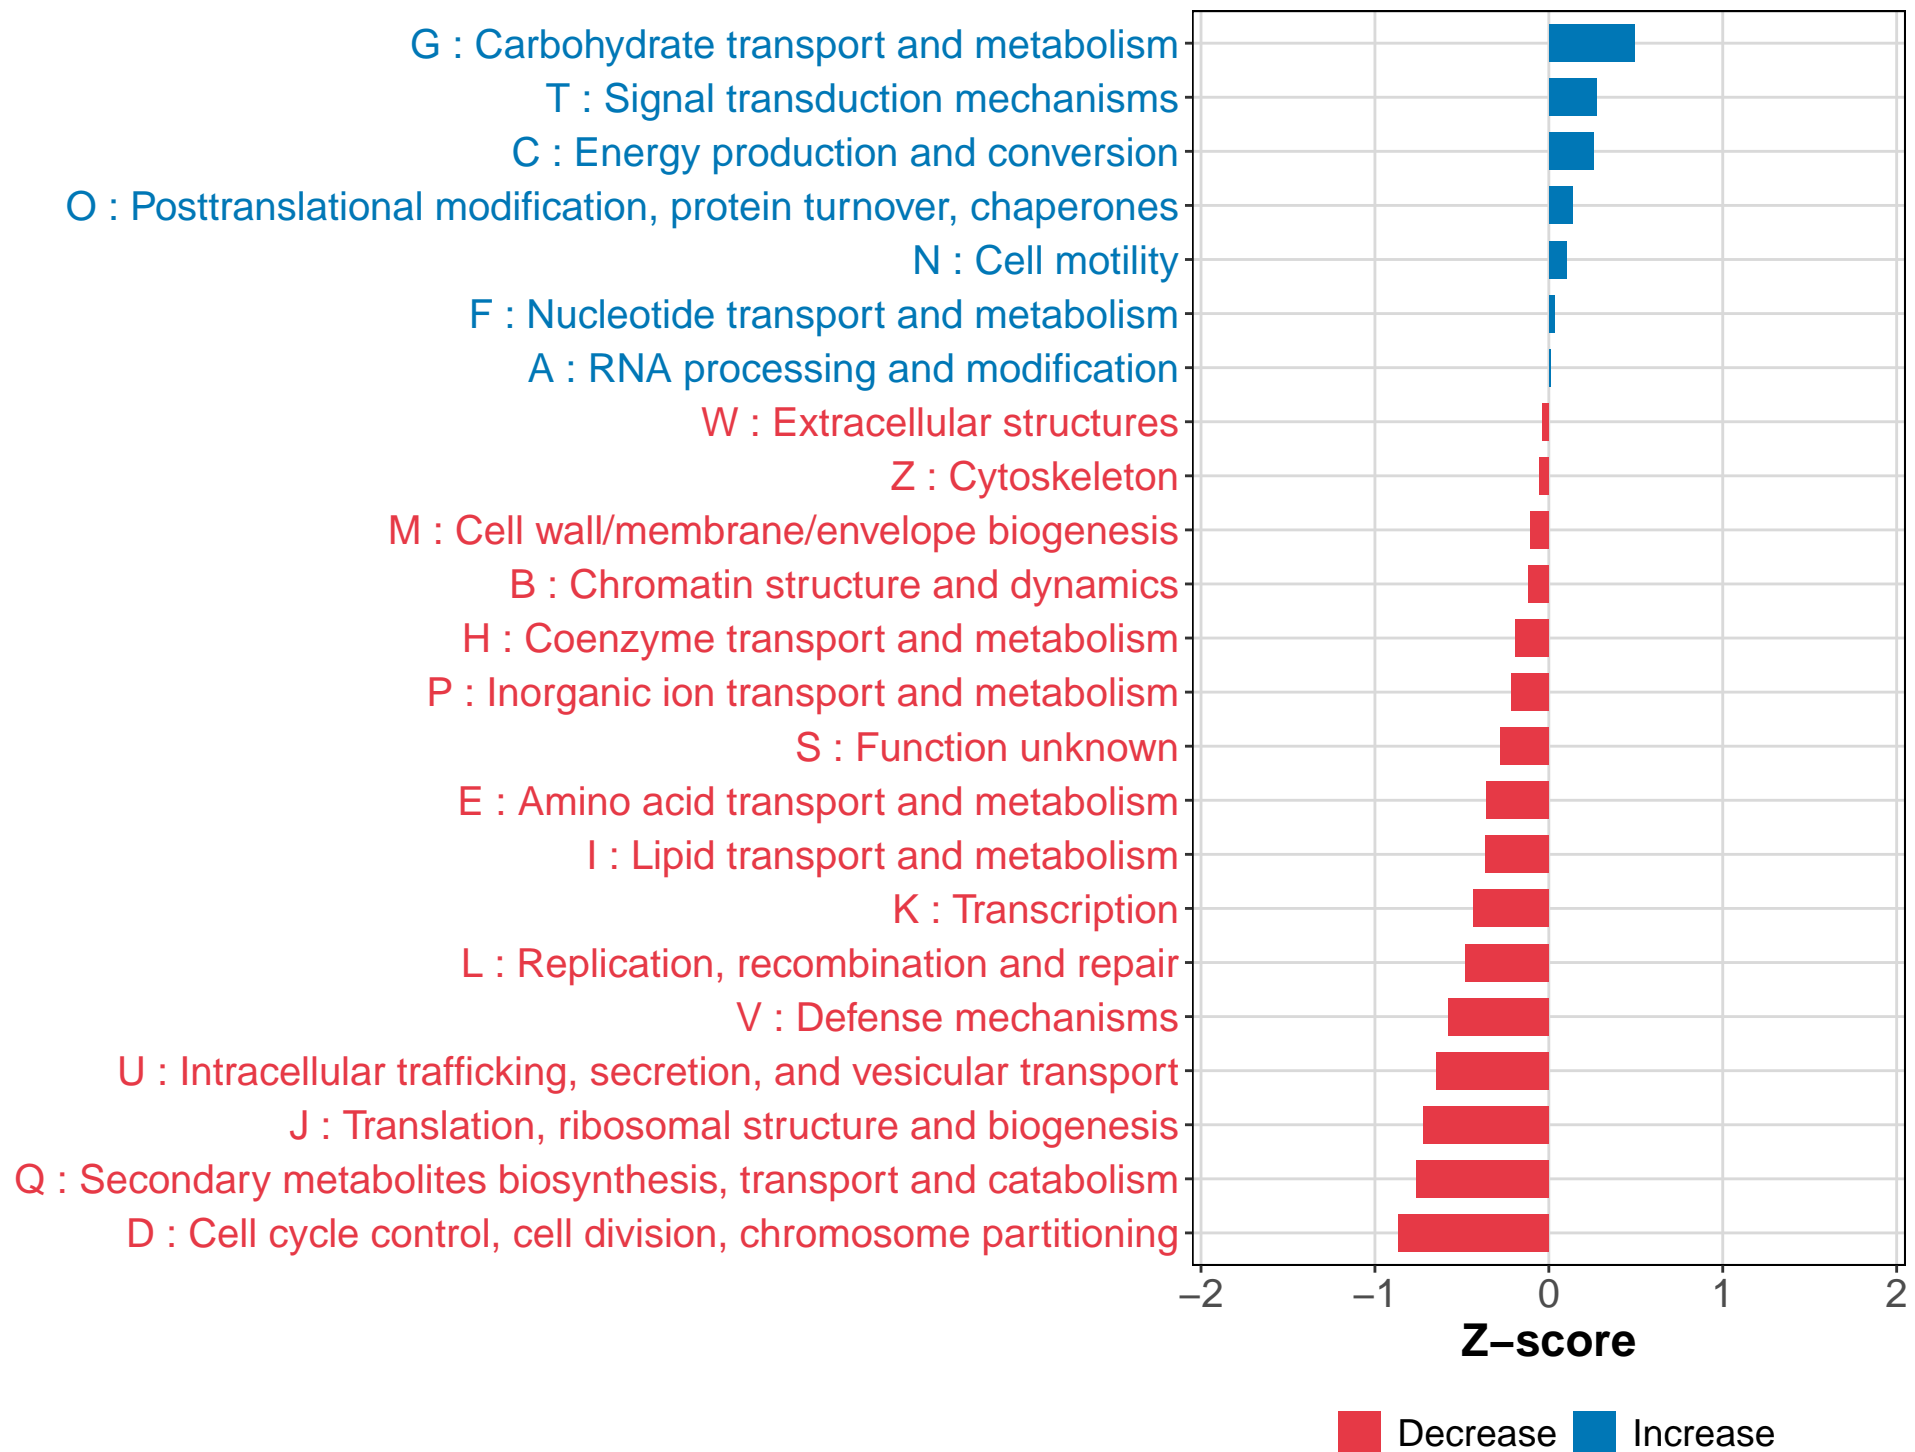 G : Carbohydrate transport and metabolism
T : Signal transduction mechanisms
C : Energy production and conversion
O : Posttranslational modification, protein turnover, chaperones
N : Cell motility
F : Nucleotide transport and metabolism
A : RNA processing and modification
W : Extracellular structures
Z : Cytoskeleton
M : Cell wall/membrane/envelope biogenesis
B : Chromatin structure and dynamics
H : Coenzyme transport and metabolism
P : Inorganic ion transport and metabolism
S : Function unknown
E : Amino acid transport and metabolism
I : Lipid transport and metabolism
K : Transcription
L : Replication, recombination and repair
V : Defense mechanisms
U : Intracellular trafficking, secretion, and vesicular transport
J : Translation, ribosomal structure and biogenesis
Q : Secondary metabolites biosynthesis, transport and catabolism
D : Cell cycle control, cell division, chromosome partitioning
−2 −1 0 1 2
Z−score
Decrease Increase